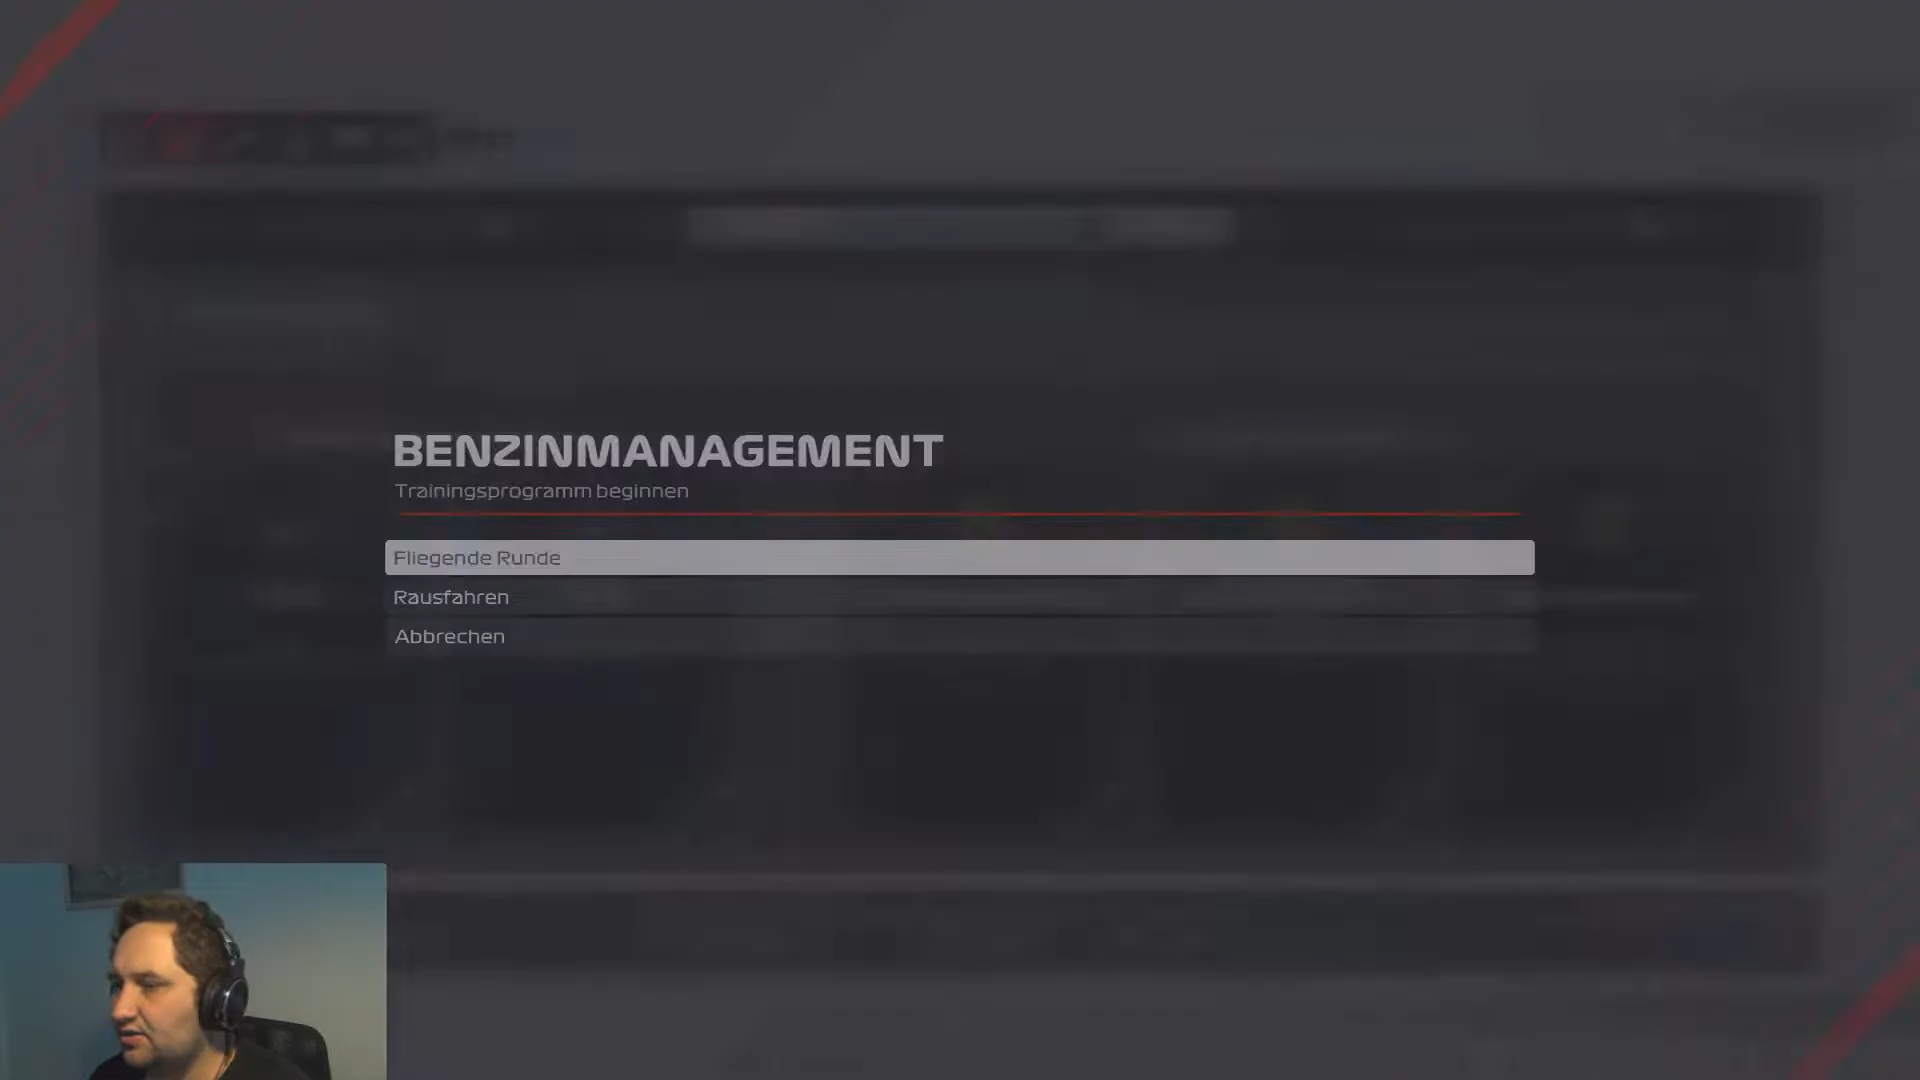 BENZINMANAGEMENT
Trainingsprogramm beginnen
Fliegende Runde
Rausfahren
Abbrechen